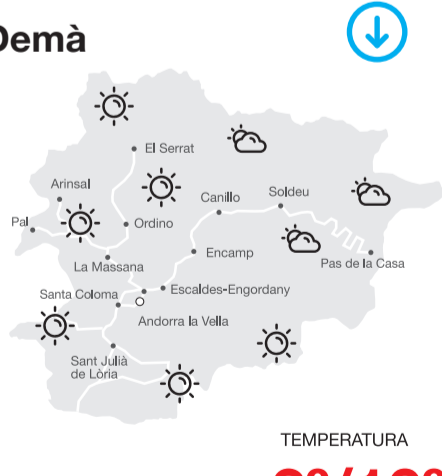 Demà
El Serrat
Arinsal
Canillo
Soldeu
Pal
Ordino
Encamp
La Massana
Pas de la Casa
Santa Coloma
Escaldes-Engordany
Andorra la Vella
Sant Julià
de Lòria
TEMPERATURA